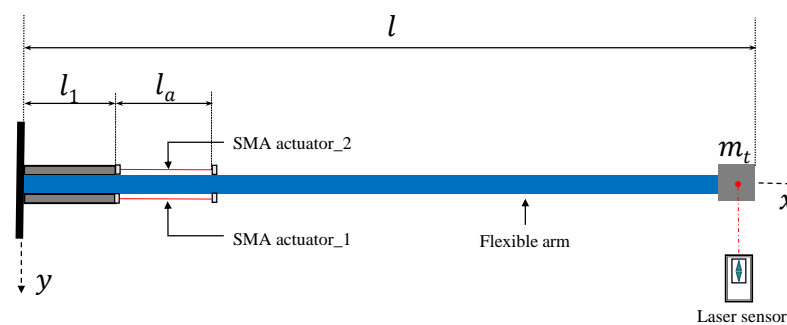 l
l₁ lₐ
SMA actuator_2
mₜ
x
SMA actuator_1
Flexible arm
y
Laser sensor